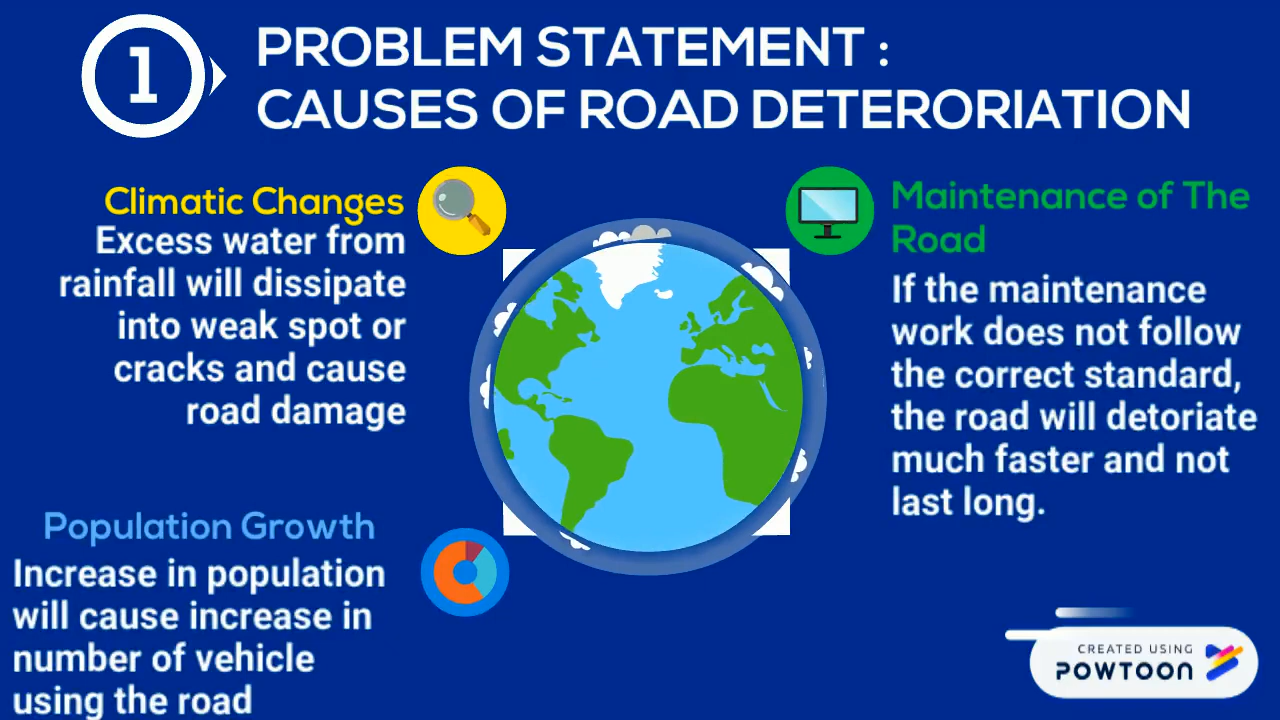 1
PROBLEM STATEMENT :
CAUSES OF ROAD DETERORIATION
Climatic Changes
Excess water from
rainfall will dissipate
into weak spot or
cracks and cause
road damage
Maintenance of The
Road
If the maintenance
work does not follow
the correct standard,
the road will detoriate
much faster and not
last long.
Population Growth
Increase in population
will cause increase in
number of vehicle
using the road
CREATED USING
POWTOON